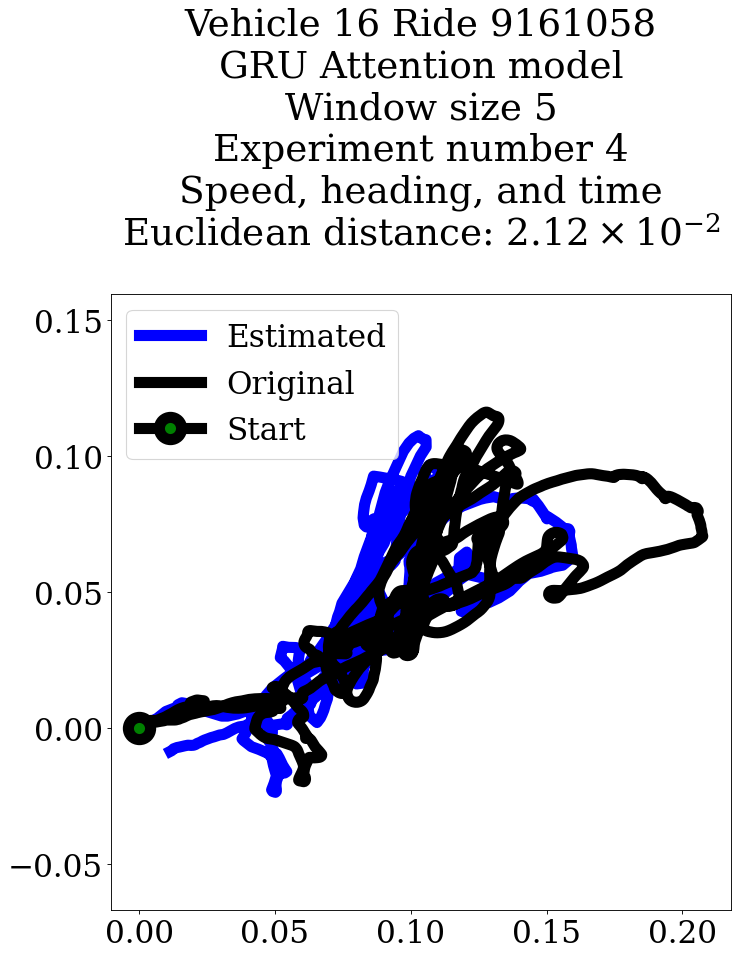 Vehicle 16 Ride 9161058
GRU Attention model
Window size 5
Experiment number 4
Speed, heading, and time
Euclidean distance: 2.12 × 10⁻²
0.15
0.10
0.05
0.00
−0.05
Estimated
Original
Start
0.00 0.05 0.10 0.15 0.20